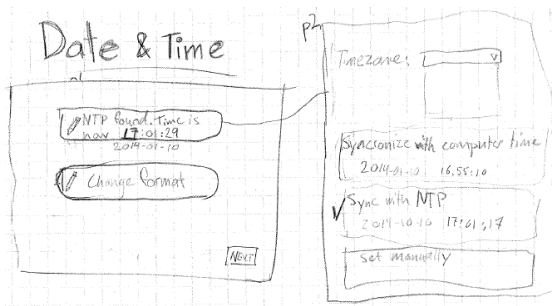 Date & Time
p1
NTP found. Time is
now 17:01:29
2014-01-10
Change format
NEXT
p2
Timezone:
V
Syncronize with computer time
2014-01-10 16:55:10
Sync with NTP
2014-10-10 17:01:17
Set manually